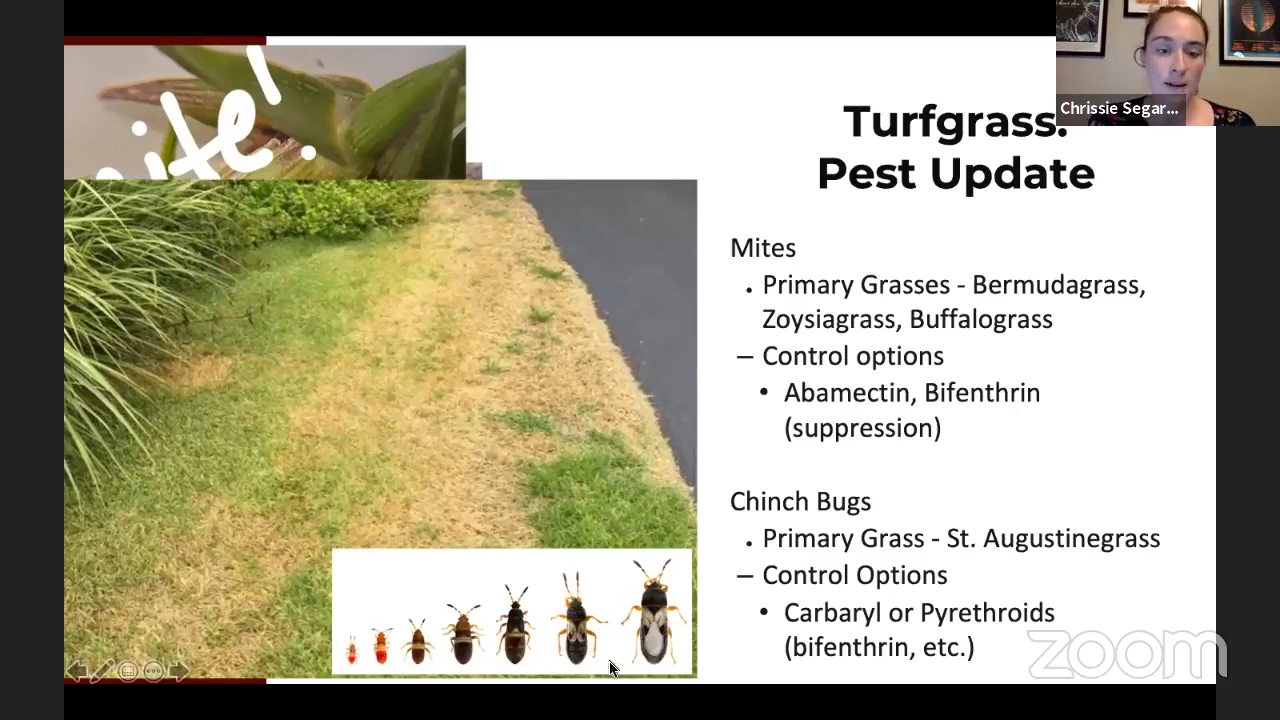 mite!
Chrissie Segar...
Turfgrass:
Pest Update
Mites
. Primary Grasses - Bermudagrass,
Zoysiagrass, Buffalograss
– Control options
• Abamectin, Bifenthrin
(suppression)
Chinch Bugs
. Primary Grass - St. Augustinegrass
– Control Options
• Carbaryl or Pyrethroids
(bifenthrin, etc.)
zoom